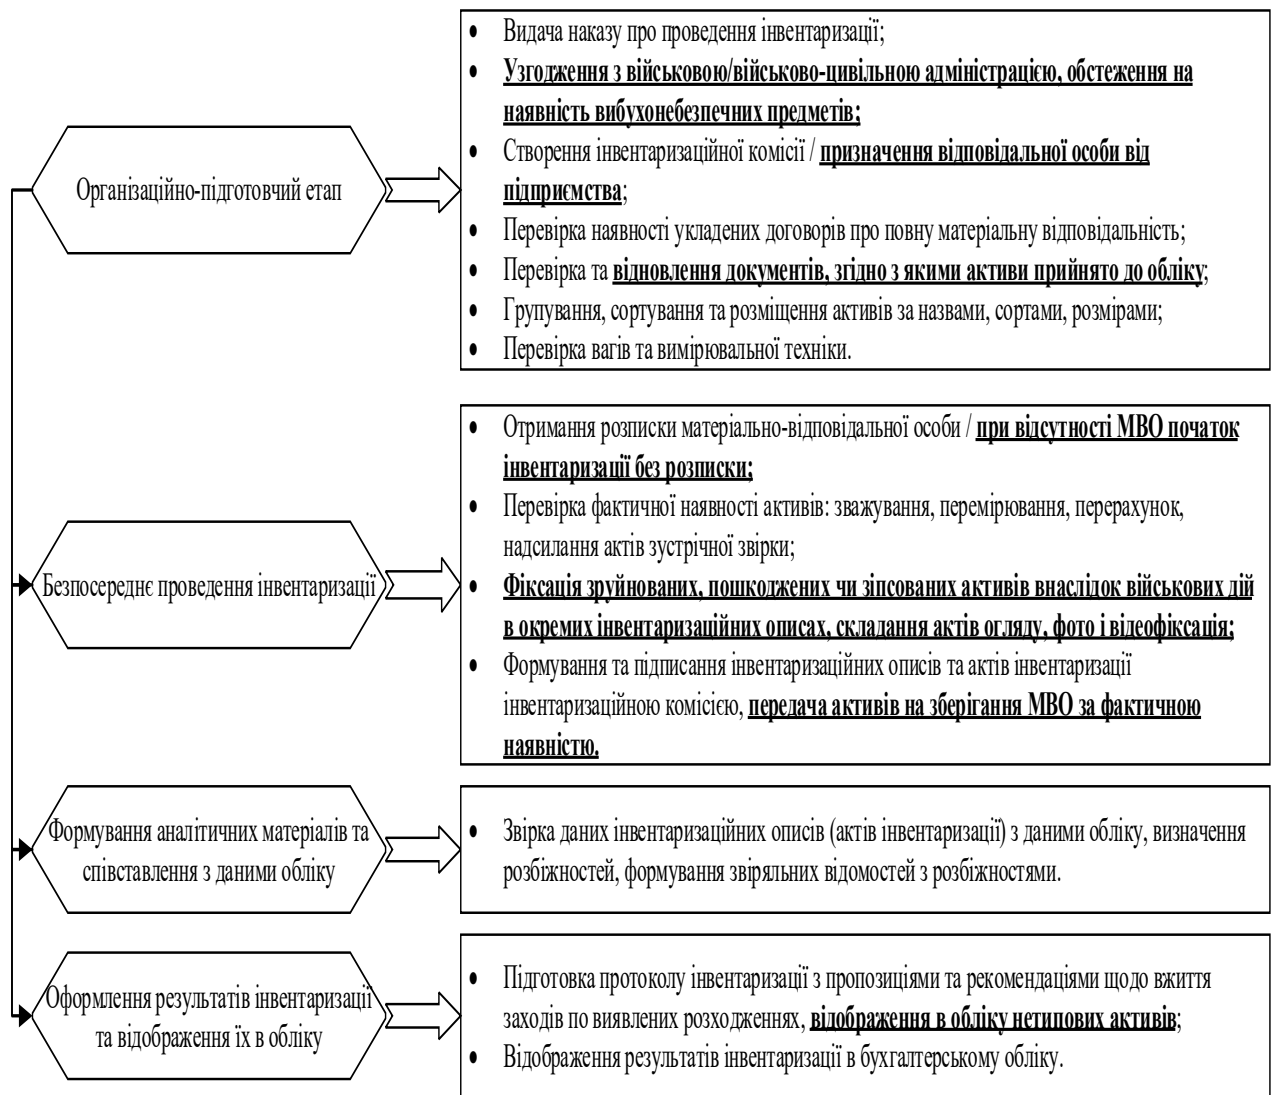 Організаційно-підготовчий етап
• Видача наказу про проведення інвентаризації;
• Узгодження з військовою/військово-цивільною адміністрацією, обстеження на
наявність вибухонебезпечних предметів;
• Створення інвентаризаційної комісії / призначення відповідальної особи від
підприємства;
• Перевірка наявності укладених договорів про повну матеріальну відповідальність;
• Перевірка та відновлення документів, згідно з якими активи прийнято до обліку;
• Групування, сортування та розміщення активів за назвами, сортами, розмірами;
• Перевірка вагів та вимірювальної техніки.
Безпосереднє проведення інвентаризації
• Отримання розписки матеріально-відповідальної особи / при відсутності МВО початок
інвентаризації без розписки;
• Перевірка фактичної наявності активів: зважування, перемірювання, перерахунок,
надсилання актів зустрічної звірки;
• Фіксація зруйнованих, пошкоджених чи зіпсованих активів внаслідок військових дій
в окремих інвентаризаційних описах, складання актів огляду, фото і відеофіксація;
• Формування та підписання інвентаризаційних описів та актів інвентаризації
інвентаризаційною комісією, передача активів на зберігання МВО за фактичною
наявністю.
Формування аналітичних матеріалів та
співставлення з даними обліку
• Звірка даних інвентаризаційних описів (актів інвентаризації) з даними обліку, визначення
розбіжностей, формування звіряльних відомостей з розбіжностями.
Оформлення результатів інвентаризації
та відображення їх в обліку
• Підготовка протоколу інвентаризації з пропозиціями та рекомендаціями щодо вжиття
заходів по виявлених розходженнях, відображення в обліку нетипових активів;
• Відображення результатів інвентаризації в бухгалтерському обліку.